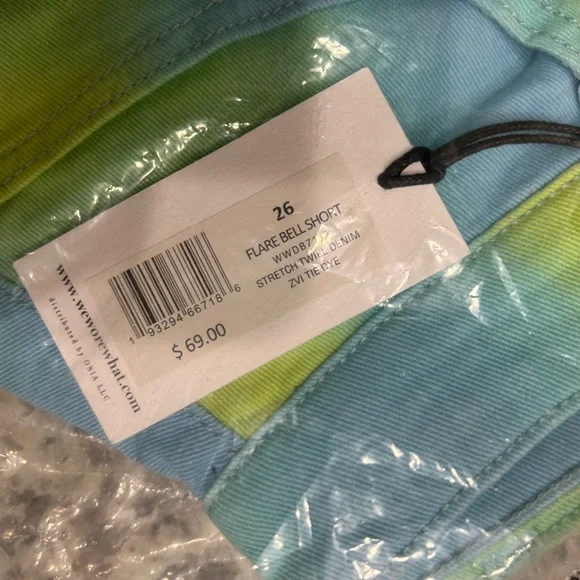 26
FLARE BELL SHORT
STRETCH TWILL DENIM
ZVI TIE DYE
1 93294 66718 6
$ 69.00
www.weworewhat.com
distributed by ONIA LLC